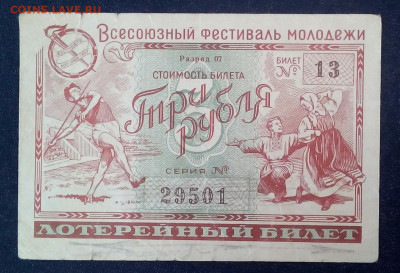 COINS.LAVE.RU
Всесоюзный фестиваль молодежи
Разряд 07
СТОИМОСТЬ БИЛЕТА
БИЛЕТ
№ 13
Три
рубля
3
СЕРИЯ №
29501
ЛОТЕРЕЙНЫЙ БИЛЕТ